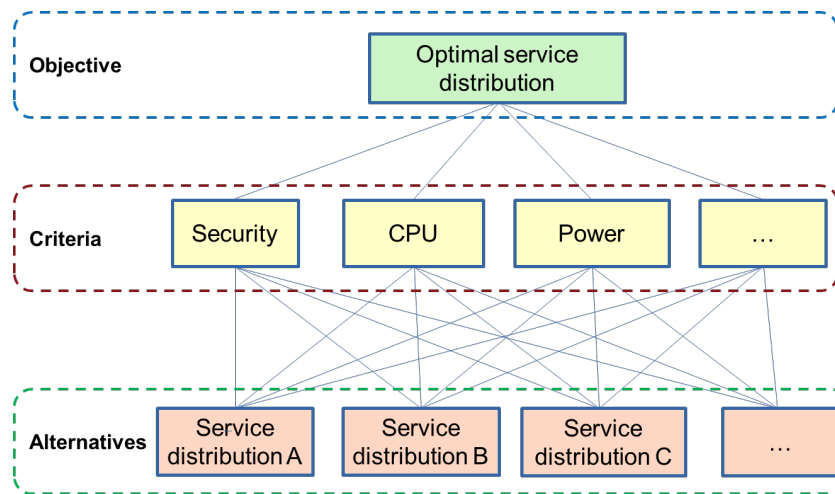 Objective
Optimal service
distribution
Criteria
Security
CPU
Power
...
Alternatives
Service
distribution A
Service
distribution B
Service
distribution C
...